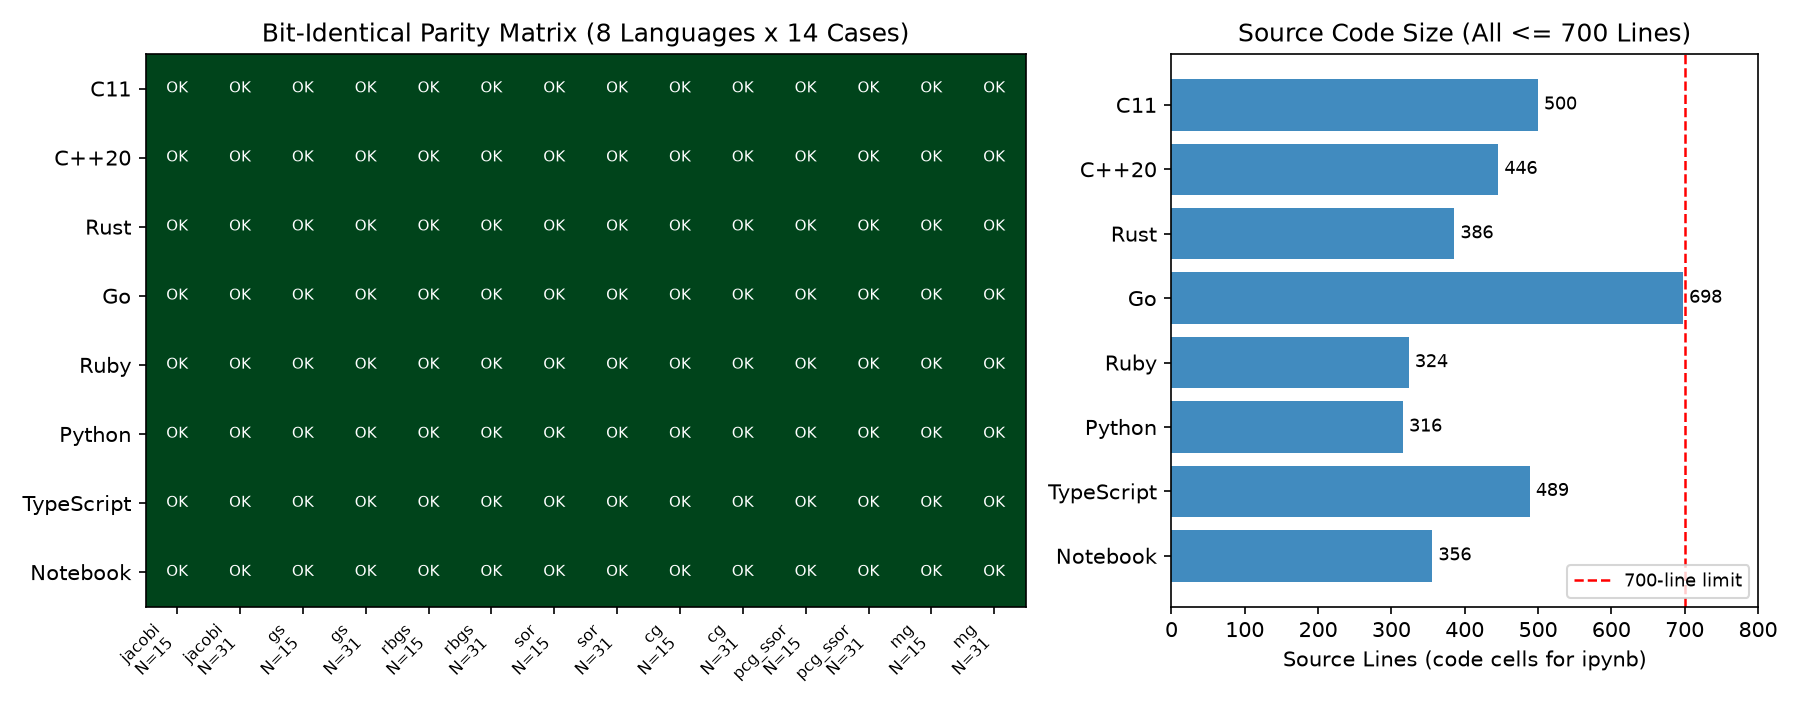 Bit-Identical Parity Matrix (8 Languages x 14 Cases)
C11 OK OK OK OK OK OK OK OK OK OK OK OK OK OK
C++20 OK OK OK OK OK OK OK OK OK OK OK OK OK OK
Rust OK OK OK OK OK OK OK OK OK OK OK OK OK OK
Go OK OK OK OK OK OK OK OK OK OK OK OK OK OK
Ruby OK OK OK OK OK OK OK OK OK OK OK OK OK OK
Python OK OK OK OK OK OK OK OK OK OK OK OK OK OK
TypeScript OK OK OK OK OK OK OK OK OK OK OK OK OK OK
Notebook OK OK OK OK OK OK OK OK OK OK OK OK OK OK
jacobi
N=15
jacobi
N=31
gs
N=15
gs
N=31
rbgs
N=15
rbgs
N=31
sor
N=15
sor
N=31
cg
N=15
cg
N=31
pcg_ssor
N=15
pcg_ssor
N=31
mg
N=15
mg
N=31
Source Code Size (All <= 700 Lines)
C11 500
C++20 446
Rust 386
Go 698
Ruby 324
Python 316
TypeScript 489
Notebook 356
700-line limit
0 100 200 300 400 500 600 700 800
Source Lines (code cells for ipynb)